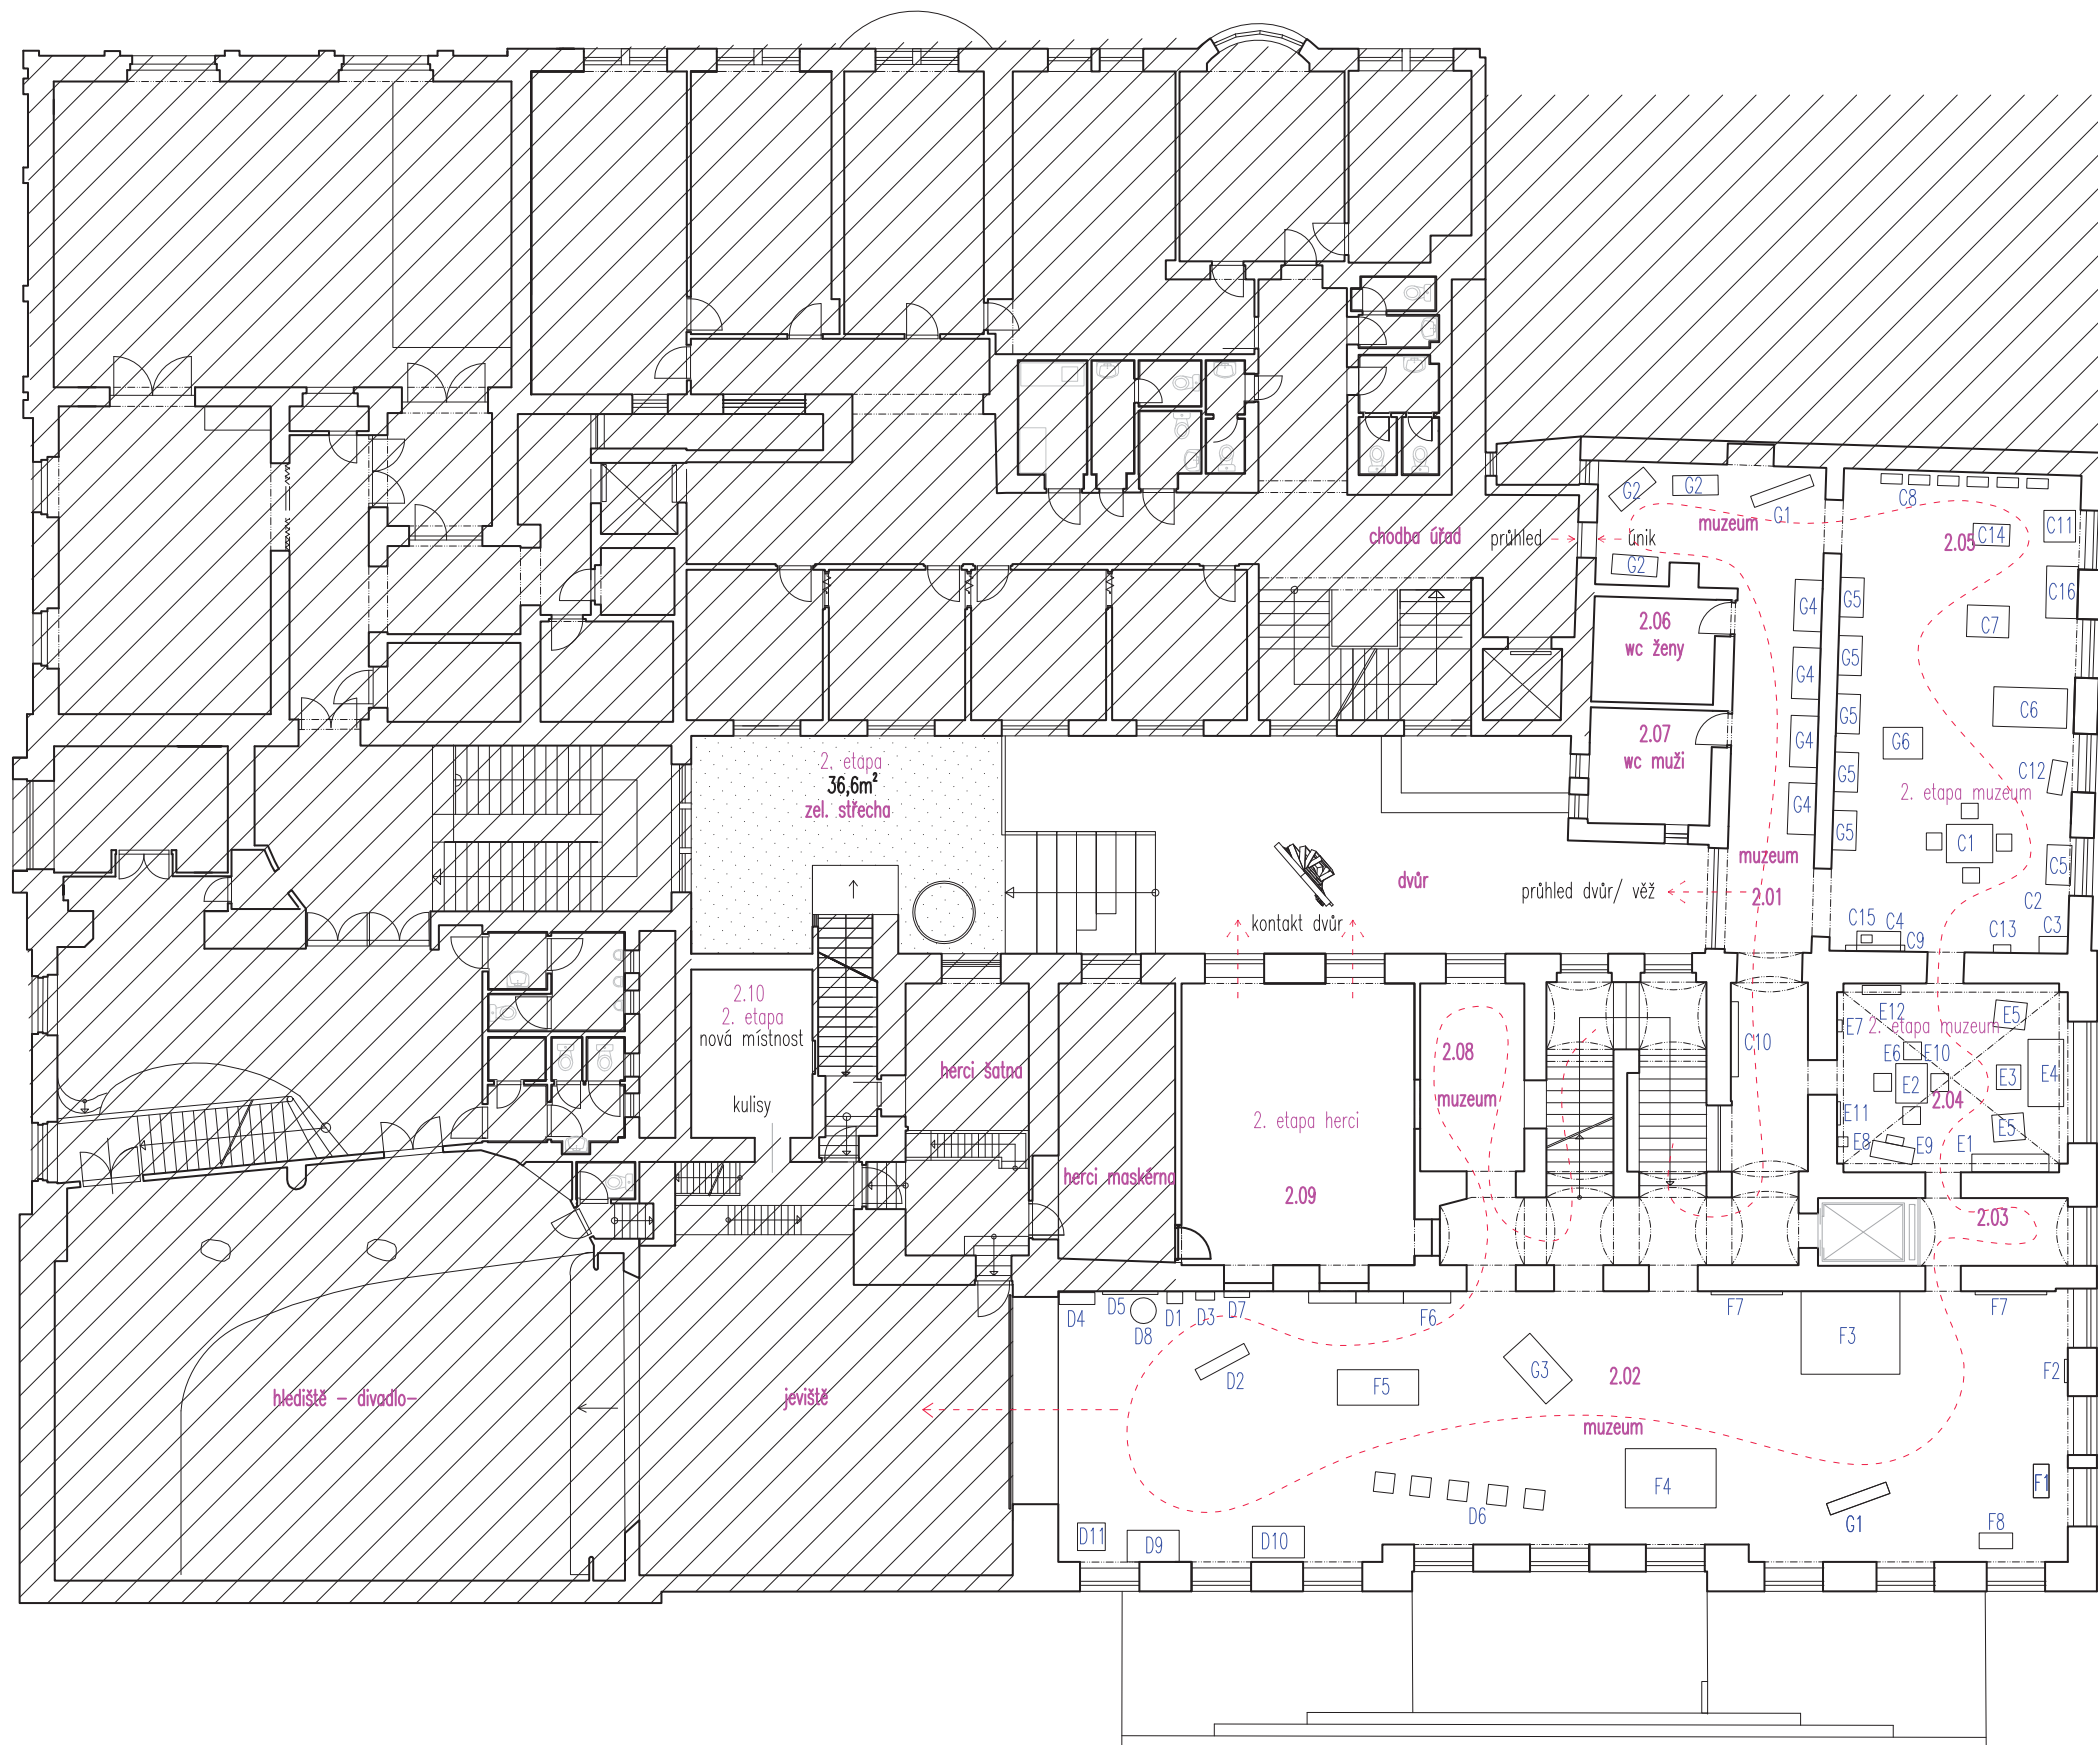 G2
G2
G1
muzeum
C8
C14
C11
2.05
chodba úřad
průhled
únik
G2
C16
G4
G5
C7
2.06
wc ženy
G4
G5
C6
G5
2.07
wc muži
G4
G6
2. etapa
36,6m²
zel. střecha
G5
C12
2. etapa muzeum
G4
G5
C1
muzeum
C5
dvůr
průhled dvůr/ věž
2.01
C2
kontakt dvůr
C15
C4
C9
C13
C3
2.10
2. etapa
nová místnost
kulisy
herci šatna
herci maskérna
2. etapa herci
2.09
2.08
muzeum
C10
E12
E5
E7
2. etapa muzeum
E6
E10
E2
E3
E4
2.04
E11
E5
E8
E9
E1
2.03
D4
D5
D8
D1
D3
D7
F6
F7
F7
F3
F2
D2
F5
G3
2.02
muzeum
hlediště - divadlo-
jeviště
D6
F4
F1
G1
F8
D11
D9
D10